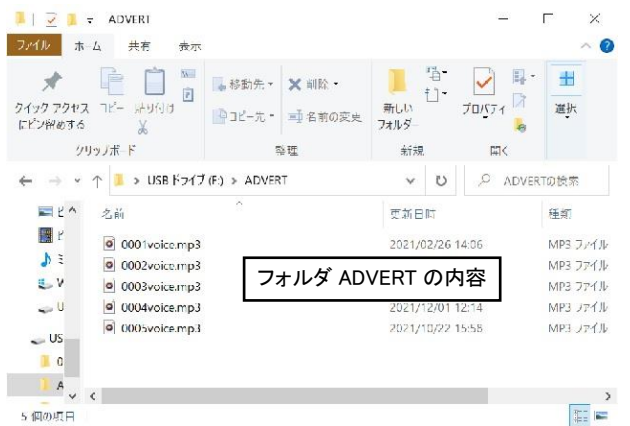 ADVERT
ファイル ホーム 共有 表示
クイック アクセス
にピン留めする
コピー 貼り付け
移動先 削除
コピー先 名前の変更
新しい
フォルダー
プロパティ
選択
クリップボード 整理 新規 開く
USB ドライブ (F:) > ADVERT
ADVERTの検索
名前 更新日時 種類
0001voice.mp3 2021/02/26 14:06 MP3 ファイル
0002voice.mp3 MP3 ファイル
0003voice.mp3 MP3 ファイル
0004voice.mp3 2021/12/01 12:14 MP3 ファイル
0005voice.mp3 2021/10/22 15:58 MP3 ファイル
フォルダ ADVERT の内容
5 個の項目